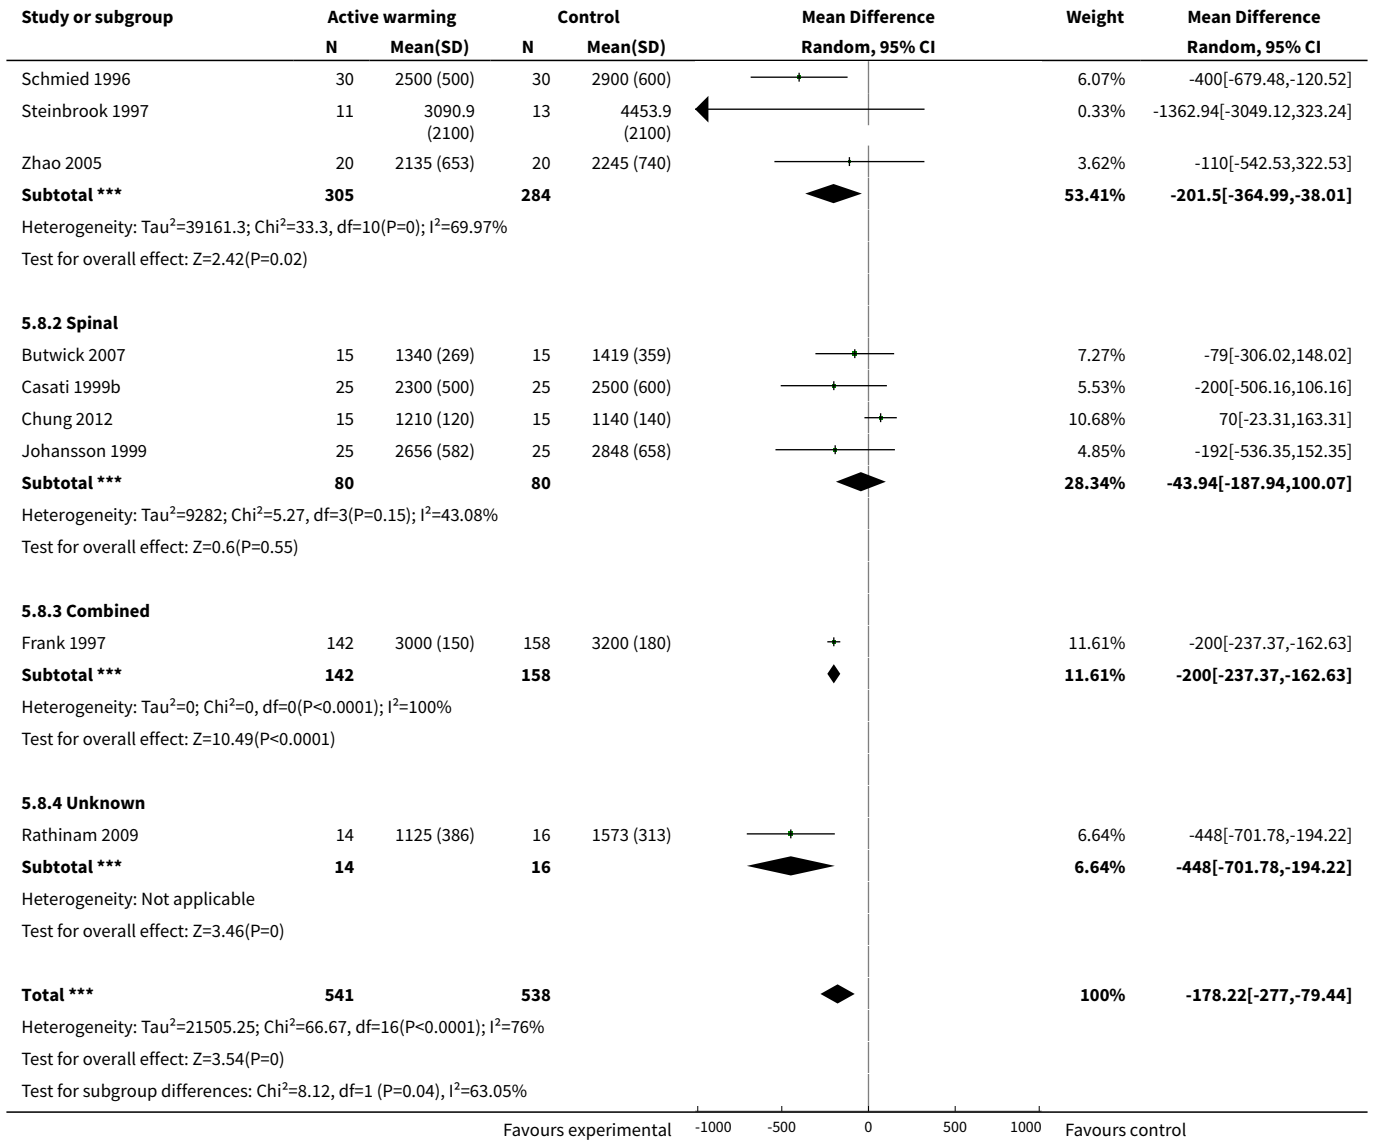 Study or subgroup Active warming Control Mean Difference Weight Mean Difference
N Mean(SD) N Mean(SD) Random, 95% CI Random, 95% CI
Schmied 1996 30 2500 (500) 30 2900 (600) 6.07% -400[-679.48,-120.52]
Steinbrook 1997 11 3090.9 13 4453.9 0.33% -1362.94[-3049.12,323.24]
(2100) (2100)
Zhao 2005 20 2135 (653) 20 2245 (740) 3.62% -110[-542.53,322.53]
Subtotal *** 305 284 53.41% -201.5[-364.99,-38.01]
Heterogeneity: Tau²=39161.3; Chi²=33.3, df=10(P=0); I²=69.97%
Test for overall effect: Z=2.42(P=0.02)
5.8.2 Spinal
Butwick 2007 15 1340 (269) 15 1419 (359) 7.27% -79[-306.02,148.02]
Casati 1999b 25 2300 (500) 25 2500 (600) 5.53% -200[-506.16,106.16]
Chung 2012 15 1210 (120) 15 1140 (140) 10.68% 70[-23.31,163.31]
Johansson 1999 25 2656 (582) 25 2848 (658) 4.85% -192[-536.35,152.35]
Subtotal *** 80 80 28.34% -43.94[-187.94,100.07]
Heterogeneity: Tau²=9282; Chi²=5.27, df=3(P=0.15); I²=43.08%
Test for overall effect: Z=0.6(P=0.55)
5.8.3 Combined
Frank 1997 142 3000 (150) 158 3200 (180) 11.61% -200[-237.37,-162.63]
Subtotal *** 142 158 11.61% -200[-237.37,-162.63]
Heterogeneity: Tau²=0; Chi²=0, df=0(P<0.0001); I²=100%
Test for overall effect: Z=10.49(P<0.0001)
5.8.4 Unknown
Rathinam 2009 14 1125 (386) 16 1573 (313) 6.64% -448[-701.78,-194.22]
Subtotal *** 14 16 6.64% -448[-701.78,-194.22]
Heterogeneity: Not applicable
Test for overall effect: Z=3.46(P=0)
Total *** 541 538 100% -178.22[-277,-79.44]
Heterogeneity: Tau²=21505.25; Chi²=66.67, df=16(P<0.0001); I²=76%
Test for overall effect: Z=3.54(P=0)
Test for subgroup differences: Chi²=8.12, df=1 (P=0.04), I²=63.05%
Favours experimental -1000 -500 0 500 1000 Favours control